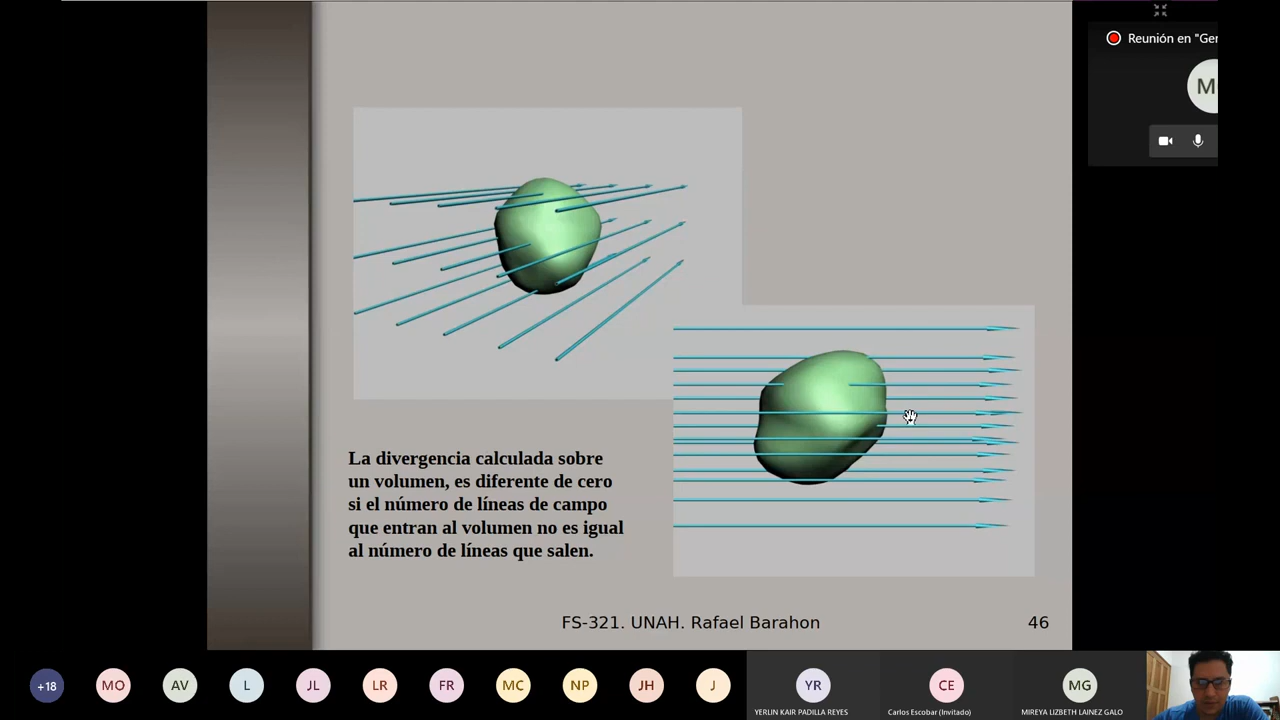 Reunión en "Ger
M
La divergencia calculada sobre
un volumen, es diferente de cero
si el número de líneas de campo
que entran al volumen no es igual
al número de líneas que salen.
FS-321. UNAH. Rafael Barahon
46
+18
MO
AV
L
JL
LR
FR
MC
NP
JH
J
YR
CE
MG
YERLIN KAIR PADILLA REYES
Carlos Escobar (Invitado)
MIREYA LIZBETH LAINEZ GALO